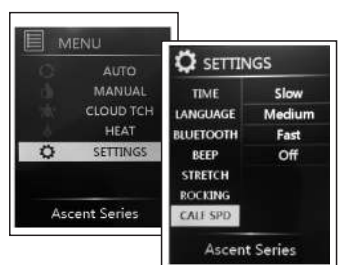 MENU
AUTO
MANUAL
CLOUD TCH
HEAT
SETTINGS
Ascent Series
SETTINGS
TIME Slow
LANGUAGE Medium
BLUETOOTH Fast
BEEP Off
STRETCH
ROCKING
CALF SPD
Ascent Series